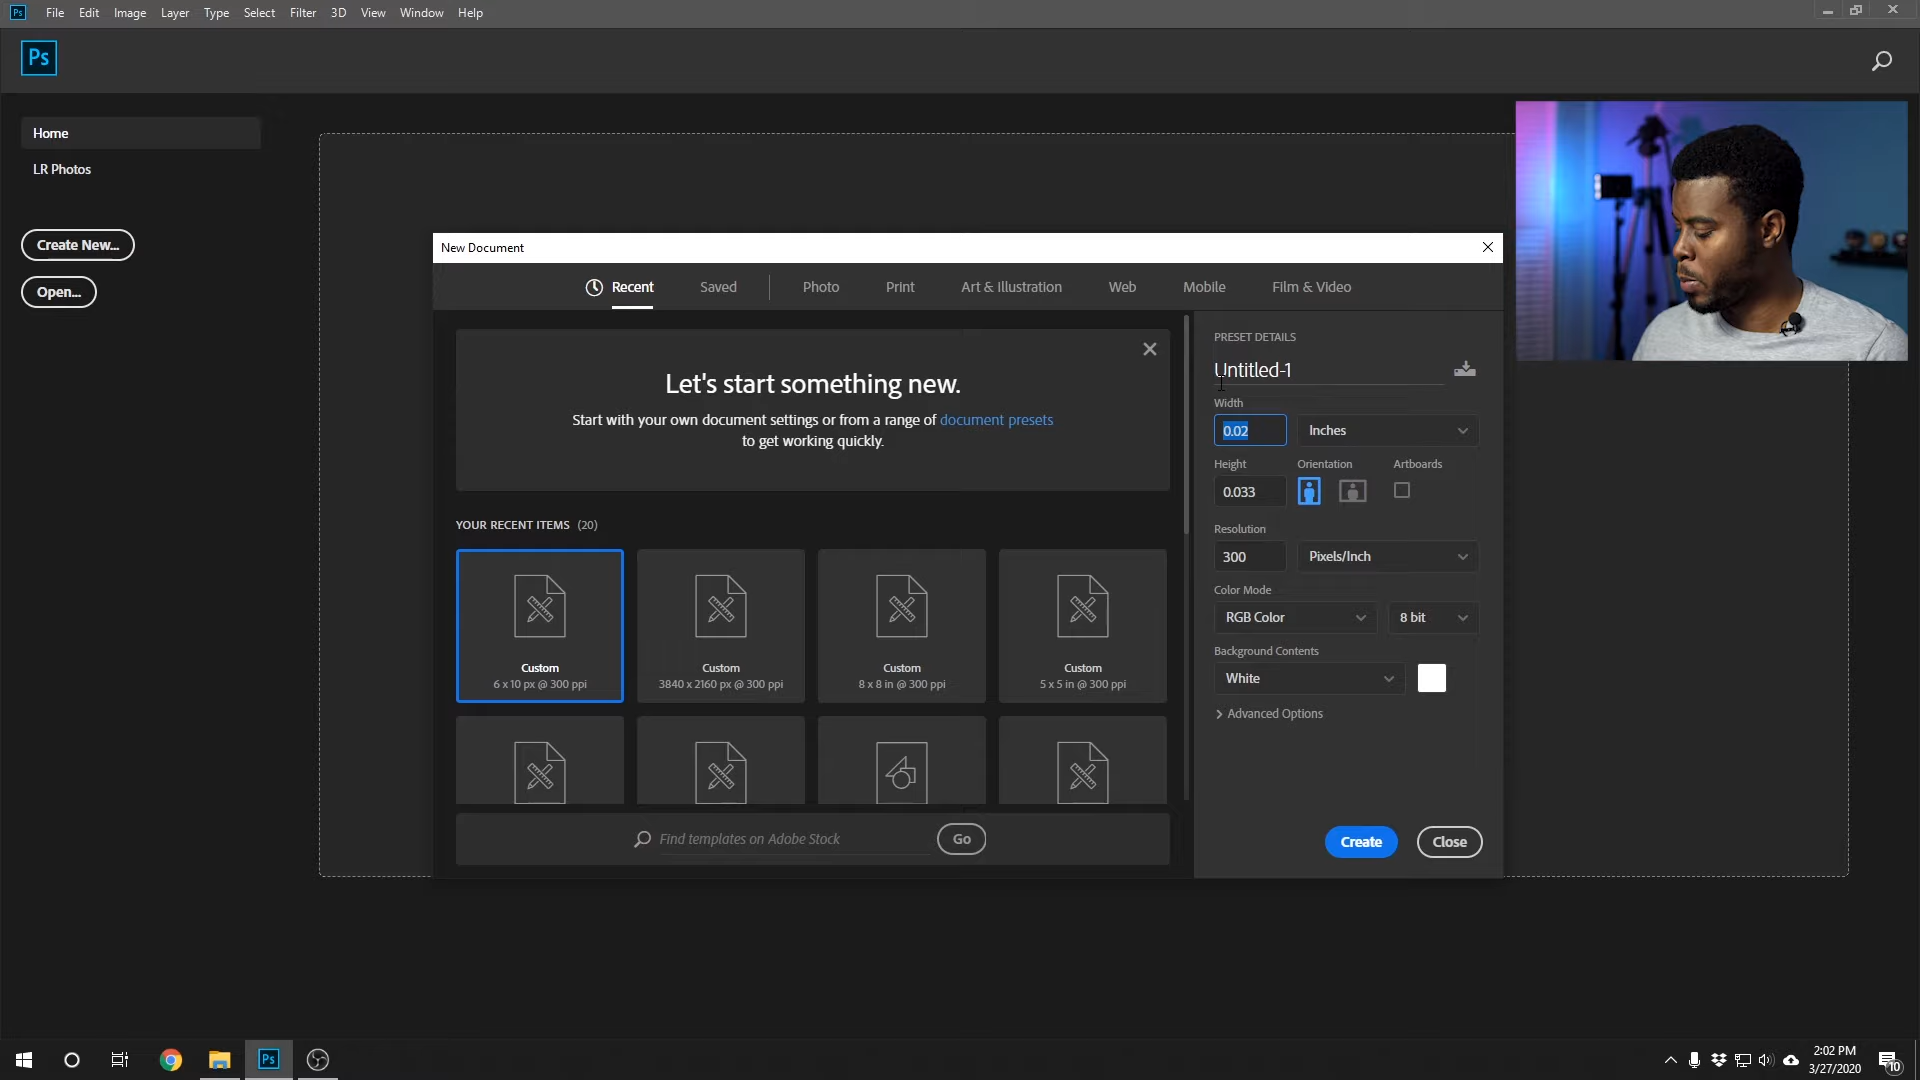 Ps File Edit Image Layer Type Select Filter 3D View Window Help
Ps
Home
LR Photos
Create New...
Open...
New Document
Recent Saved Photo Print Art & Illustration Web Mobile Film & Video
Let's start something new.
Start with your own document settings or from a range of document presets
to get working quickly.
YOUR RECENT ITEMS (20)
Custom
6 x 10 px @ 300 ppi
Custom
3840 x 2160 px @ 300 ppi
Custom
8 x 8 in @ 300 ppi
Custom
5 x 5 in @ 300 ppi
Find templates on Adobe Stock Go
PRESET DETAILS
Untitled-1
Width
0.02 Inches
Height Orientation Artboards
0.033
Resolution
300 Pixels/Inch
Color Mode
RGB Color 8 bit
Background Contents
White
Advanced Options
Create Close
Ps
2:02 PM
3/27/2020
10